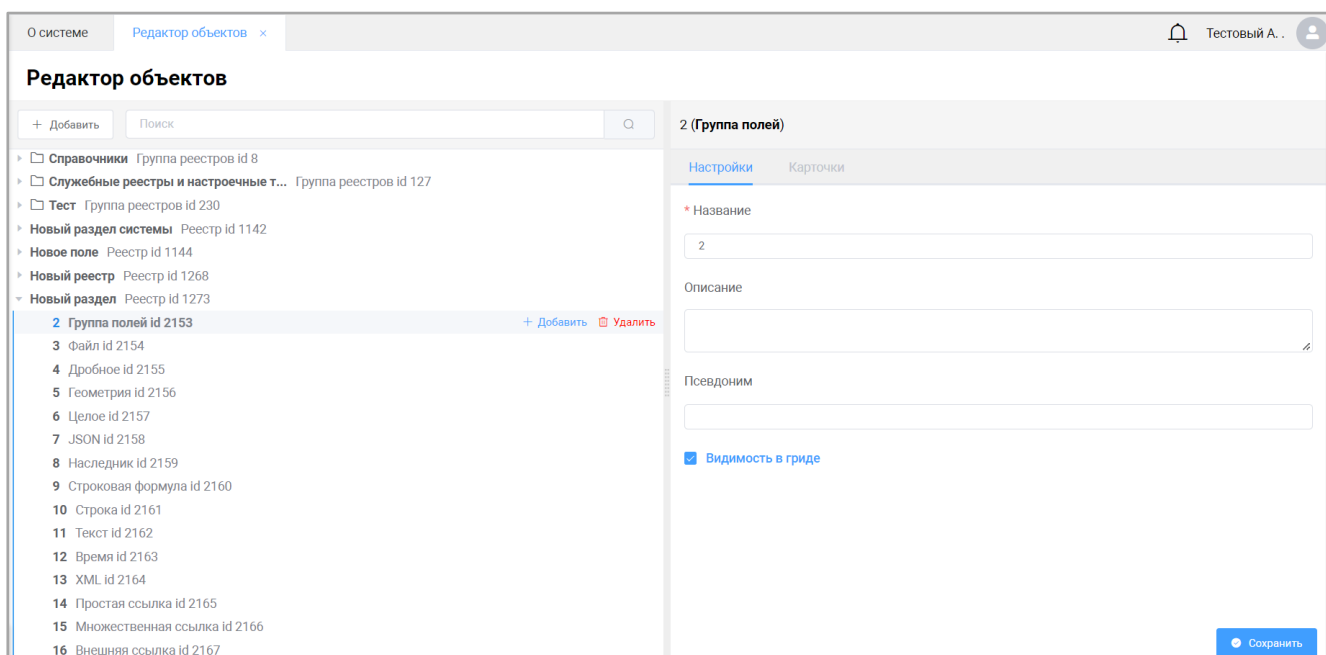 О системе
Редактор объектов ×
Тестовый А. .
Редактор объектов
+ Добавить
Поиск
Справочники Группа реестров id 8
Служебные реестры и настроечные т... Группа реестров id 127
Тест Группа реестров id 230
Новый раздел системы Реестр id 1142
Новое поле Реестр id 1144
Новый реестр Реестр id 1268
Новый раздел Реестр id 1273
2 Группа полей id 2153 + Добавить Удалить
3 Файл id 2154
4 Дробное id 2155
5 Геометрия id 2156
6 Целое id 2157
7 JSON id 2158
8 Наследник id 2159
9 Строковая формула id 2160
10 Строка id 2161
11 Текст id 2162
12 Время id 2163
13 XML id 2164
14 Простая ссылка id 2165
15 Множественная ссылка id 2166
16 Внешняя ссылка id 2167
2 (Группа полей)
Настройки Карточки
* Название
2
Описание
Псевдоним
Видимость в гриде
Сохранить